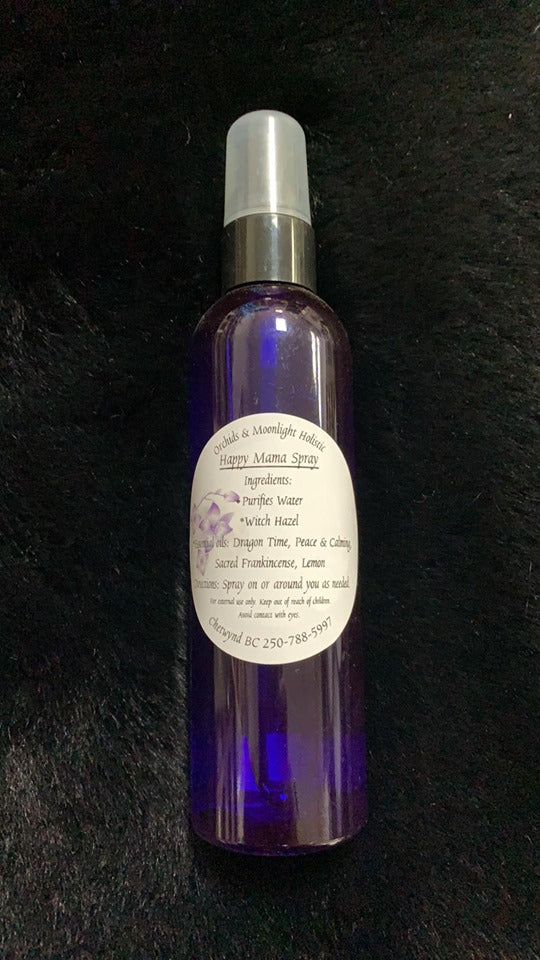 Orchids & Moonlight Holistic
Happy Mama Spray
Ingredients:
*Purifies Water
*Witch Hazel
*Essential oils: Dragon Time, Peace & Calming,
Sacred Frankincense, Lemon
Directions: Spray on or around you as needed.
For external use only. Keep out of reach of children.
Avoid contact with eyes.
Chetwynd BC 250-788-5997